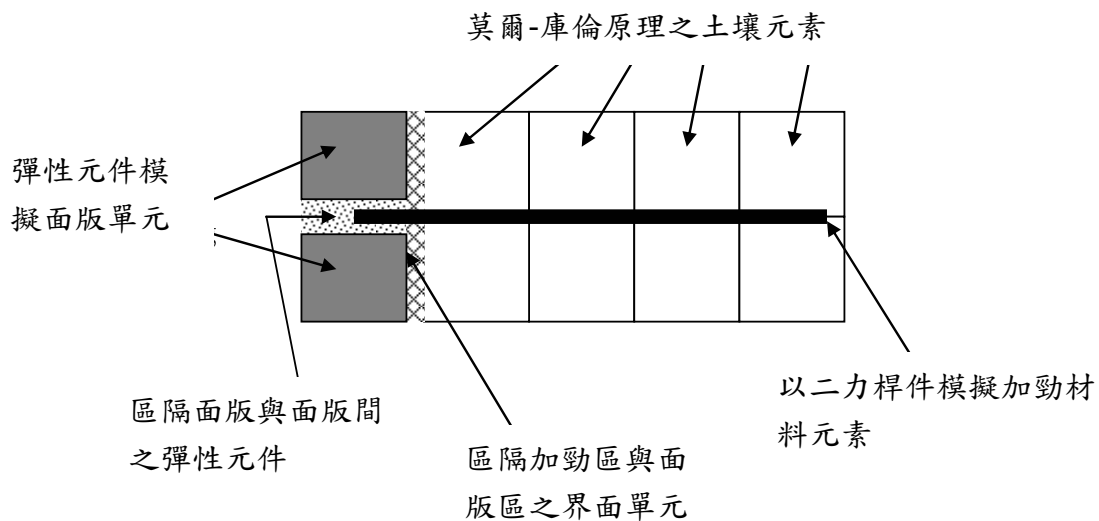 莫爾-庫倫原理之土壤元素
彈性元件模
擬面版單元
區隔面版與面版間
之彈性元件
區隔加勁區與面
版區之界面單元
以二力桿件模擬加勁材
料元素